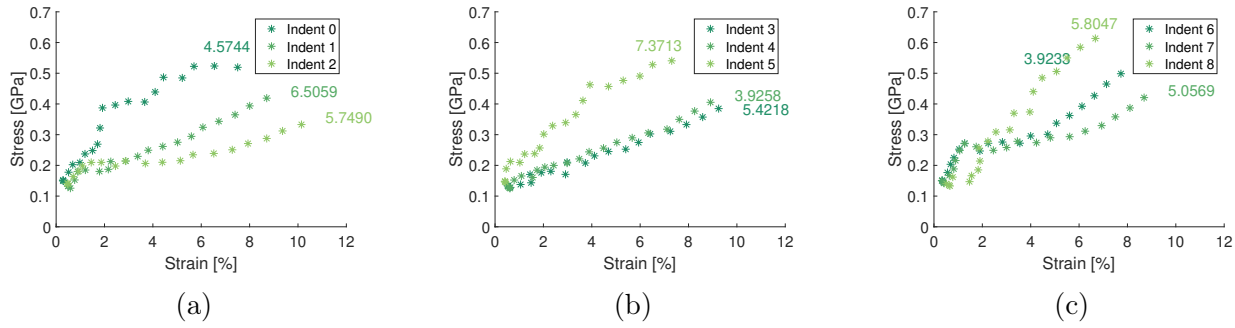 0.7
0.6
0.5
0.4
0.3
0.2
0.1
0
Stress [GPa]
0 2 4 6 8 10 12
Strain [%]
4.5744
6.5059
5.7490
Indent 0
Indent 1
Indent 2
(a)
0.7
0.6
0.5
0.4
0.3
0.2
0.1
0
Stress [GPa]
0 2 4 6 8 10 12
Strain [%]
7.3713
3.9258
5.4218
Indent 3
Indent 4
Indent 5
(b)
0.7
0.6
0.5
0.4
0.3
0.2
0.1
0
Stress [GPa]
0 2 4 6 8 10 12
Strain [%]
5.8047
3.9233
5.0569
Indent 6
Indent 7
Indent 8
(c)